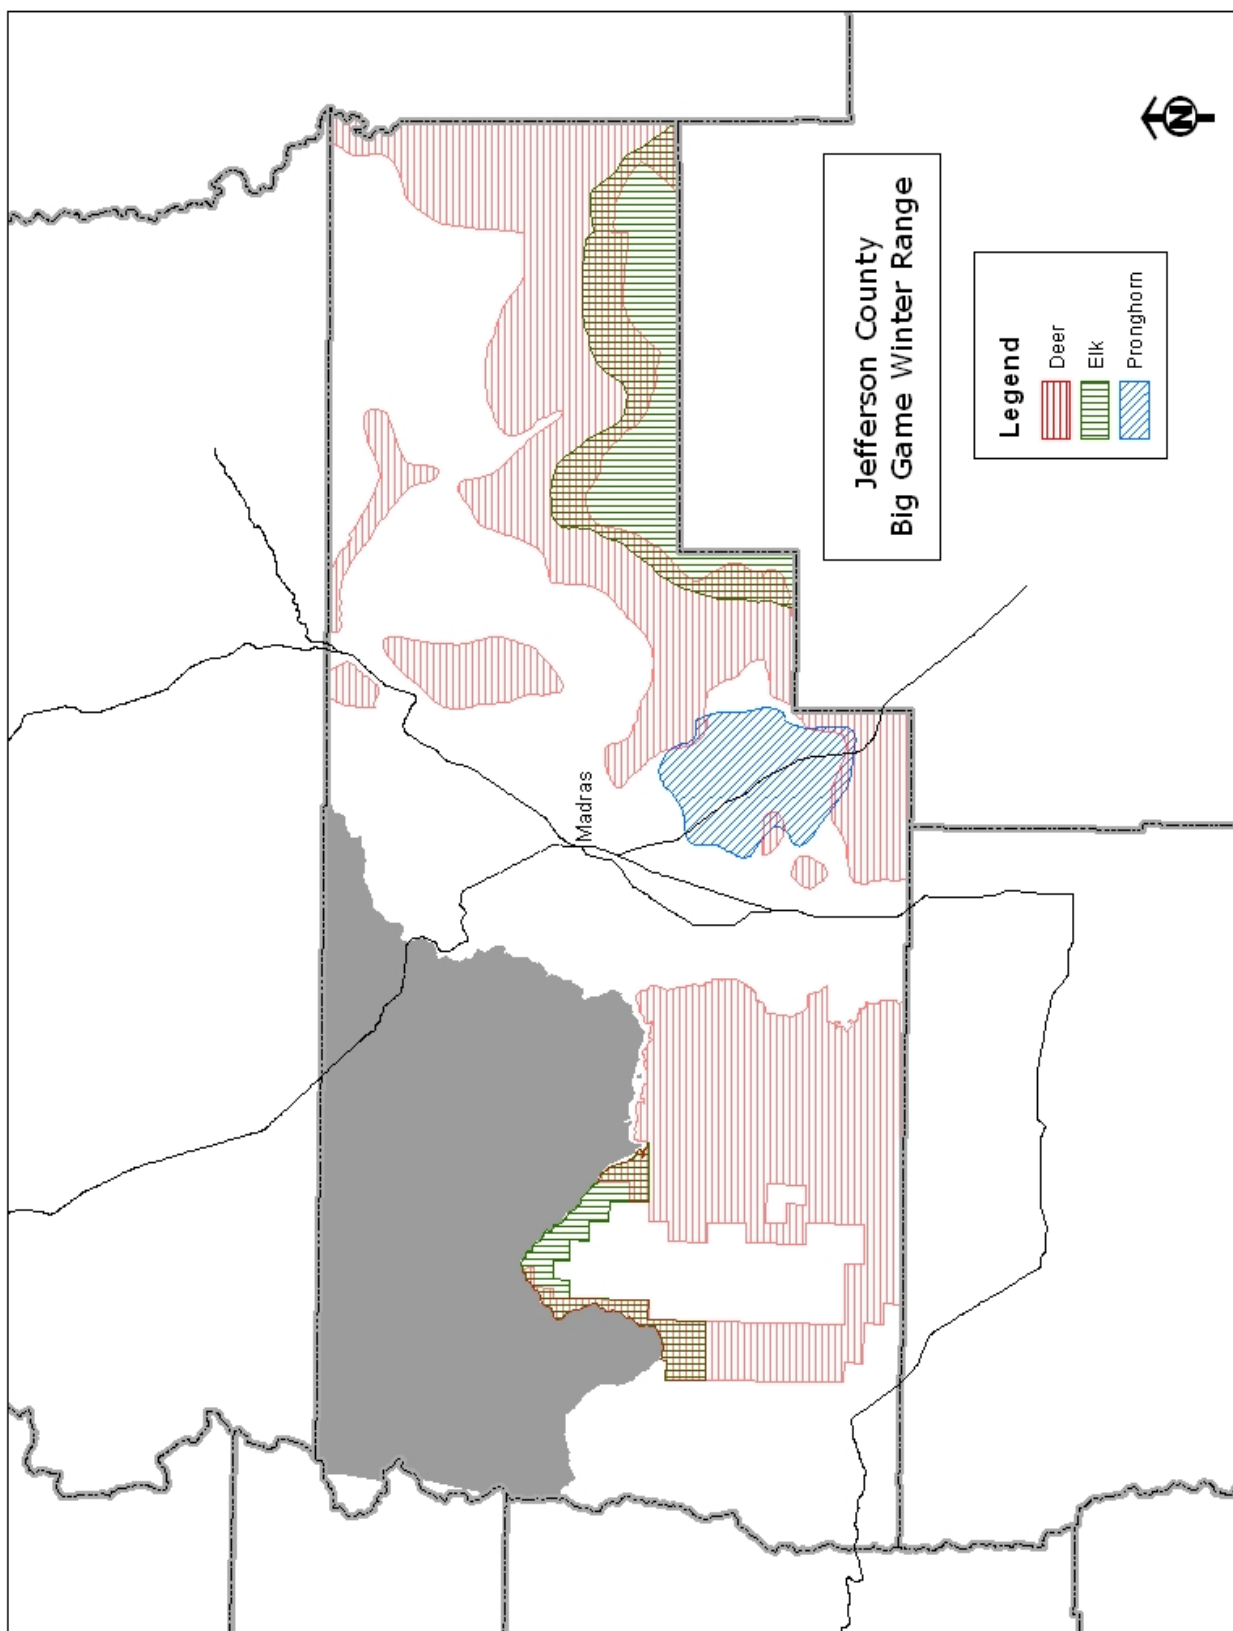 N
Madras
Jefferson County
Big Game Winter Range
Legend
Deer
Elk
Pronghorn